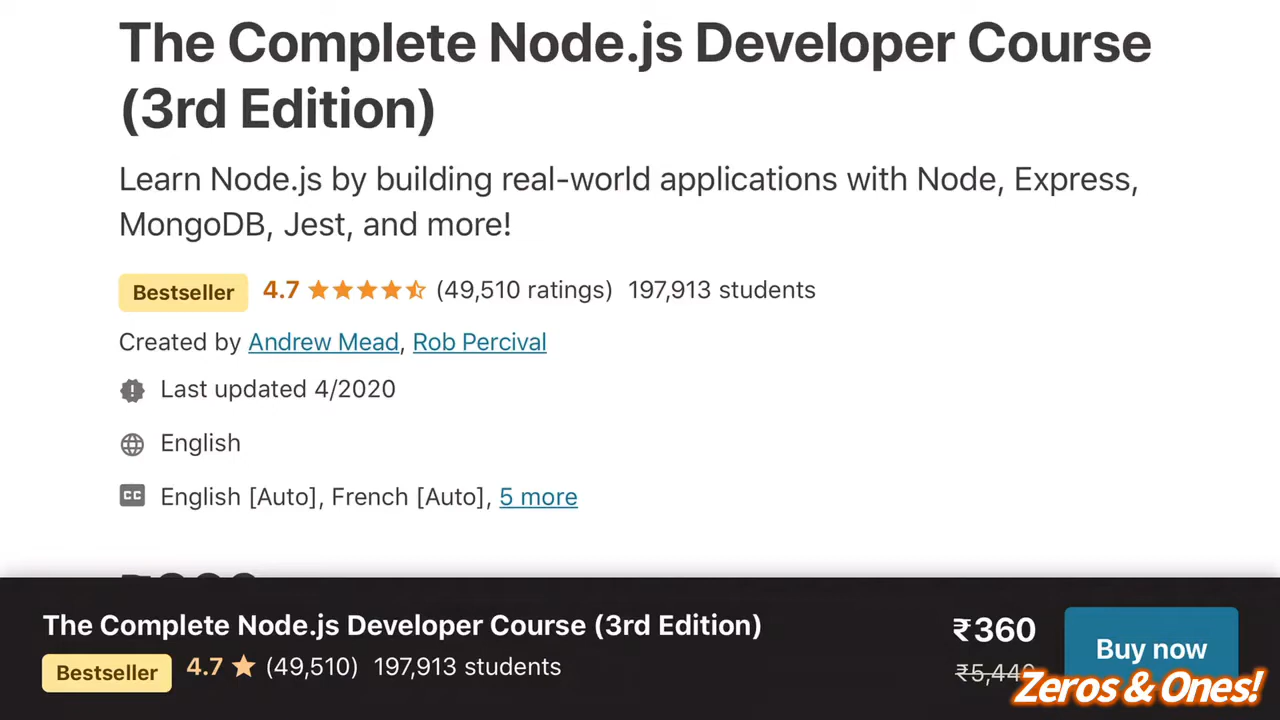 The Complete Node.js Developer Course
(3rd Edition)
Learn Node.js by building real-world applications with Node, Express,
MongoDB, Jest, and more!
Bestseller 4.7 (49,510 ratings) 197,913 students
Created by Andrew Mead, Rob Percival
Last updated 4/2020
English
CC English [Auto], French [Auto], 5 more
The Complete Node.js Developer Course (3rd Edition)
Bestseller 4.7 (49,510) 197,913 students
₹360
₹5,440
Buy now
Zeros & Ones!